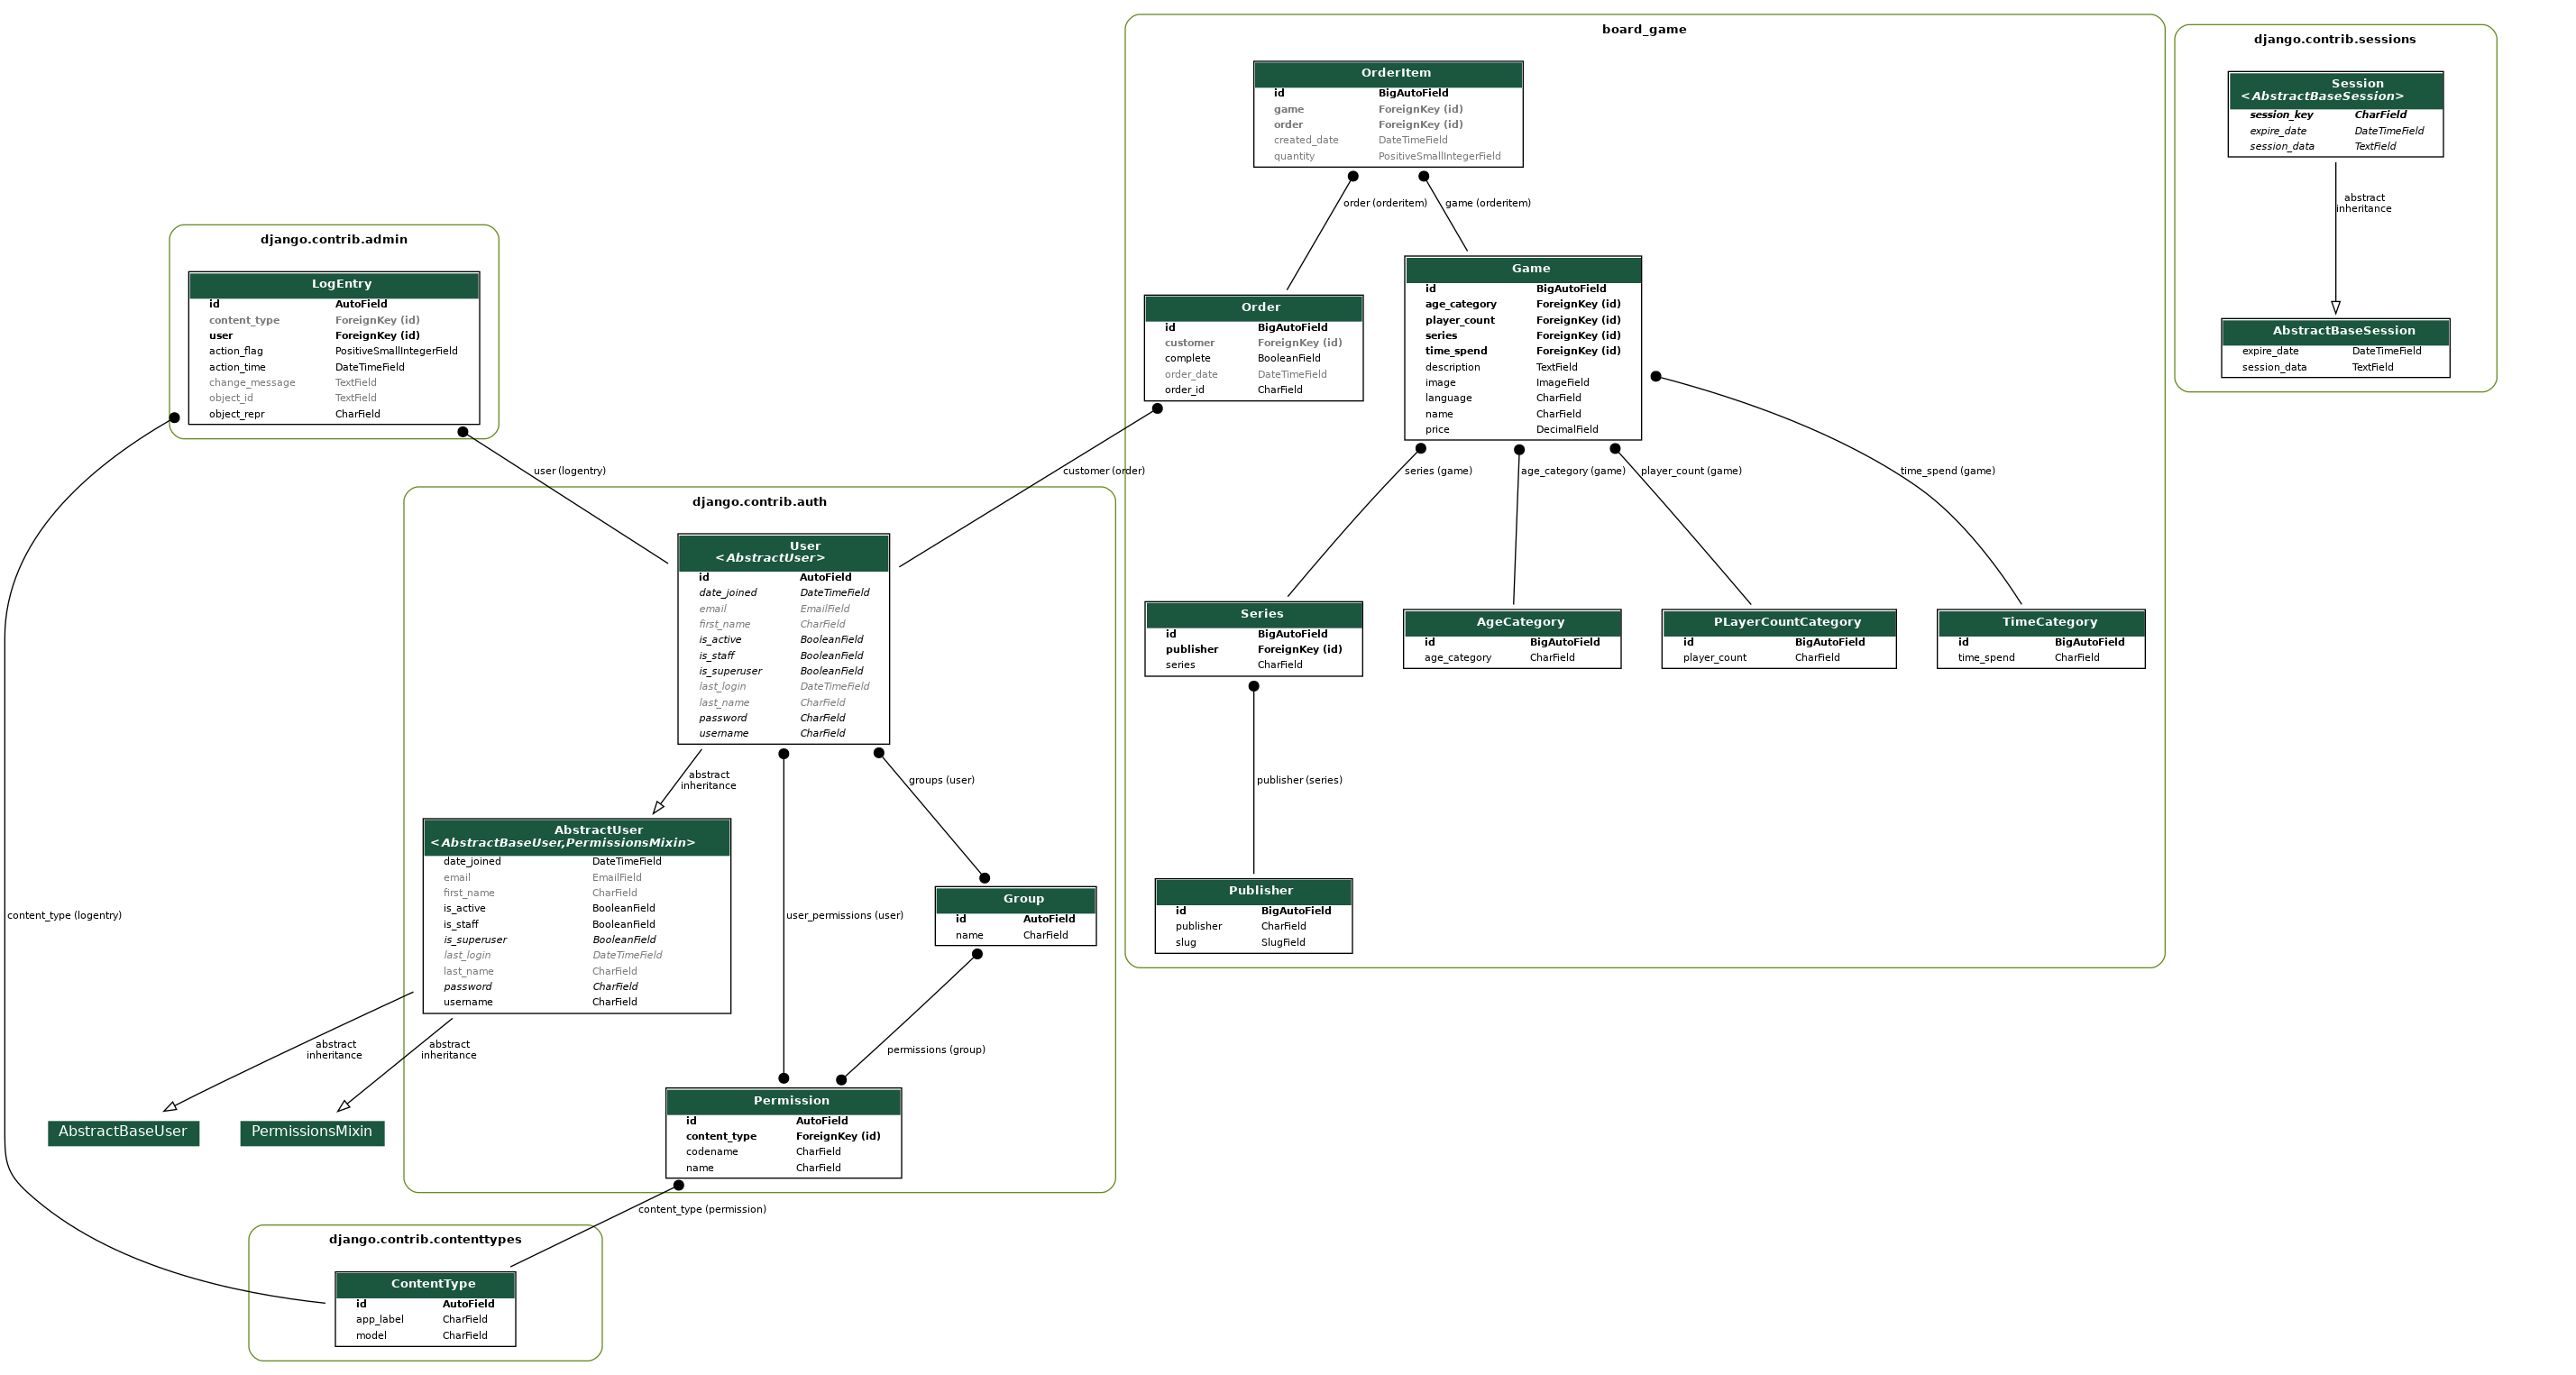 board_game
OrderItem
id BigAutoField
game ForeignKey (id)
order ForeignKey (id)
created_date DateTimeField
quantity PositiveSmallIntegerField
order (orderitem)
game (orderitem)
Order
id BigAutoField
customer ForeignKey (id)
complete BooleanField
order_date DateTimeField
order_id CharField
Game
id BigAutoField
age_category ForeignKey (id)
player_count ForeignKey (id)
series ForeignKey (id)
time_spend ForeignKey (id)
description TextField
image ImageField
language CharField
name CharField
price DecimalField
customer (order)
series (game)
age_category (game)
player_count (game)
time_spend (game)
Series
id BigAutoField
publisher ForeignKey (id)
series CharField
AgeCategory
id BigAutoField
age_category CharField
PLayerCountCategory
id BigAutoField
player_count CharField
TimeCategory
id BigAutoField
time_spend CharField
publisher (series)
Publisher
id BigAutoField
publisher CharField
slug SlugField
django.contrib.sessions
Session
<AbstractBaseSession>
session_key CharField
expire_date DateTimeField
session_data TextField
abstract
inheritance
AbstractBaseSession
expire_date DateTimeField
session_data TextField
django.contrib.admin
LogEntry
id AutoField
content_type ForeignKey (id)
user ForeignKey (id)
action_flag PositiveSmallIntegerField
action_time DateTimeField
change_message TextField
object_id TextField
object_repr CharField
user (logentry)
content_type (logentry)
django.contrib.auth
User
<AbstractUser>
id AutoField
date_joined DateTimeField
email EmailField
first_name CharField
is_active BooleanField
is_staff BooleanField
is_superuser BooleanField
last_login DateTimeField
last_name CharField
password CharField
username CharField
abstract
inheritance
user_permissions (user)
groups (user)
AbstractUser
<AbstractBaseUser,PermissionsMixin>
date_joined DateTimeField
email EmailField
first_name CharField
is_active BooleanField
is_staff BooleanField
is_superuser BooleanField
last_login DateTimeField
last_name CharField
password CharField
username CharField
Group
id AutoField
name CharField
permissions (group)
abstract
inheritance
abstract
inheritance
AbstractBaseUser
PermissionsMixin
Permission
id AutoField
content_type ForeignKey (id)
codename CharField
name CharField
content_type (permission)
django.contrib.contenttypes
ContentType
id AutoField
app_label CharField
model CharField